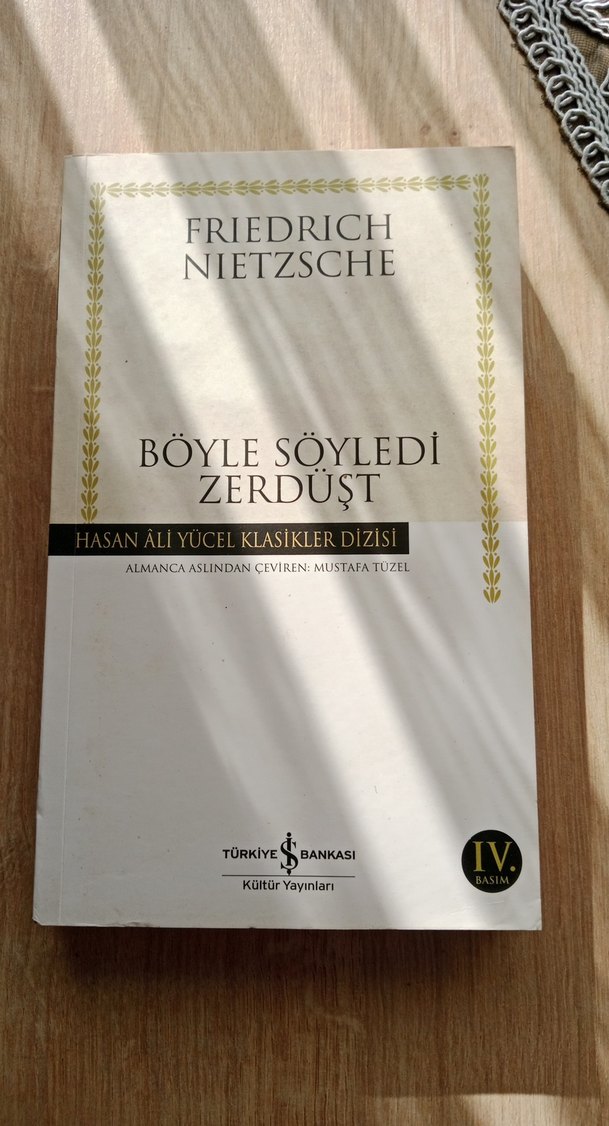 FRIEDRICH
NIETZSCHE
BÖYLE SÖYLEDİ
ZERDÜŞT
HASAN ÂLİ YÜCEL KLASİKLER DİZİSİ
ALMANCA ASLINDAN ÇEVİREN: MUSTAFA TÜZEL
TÜRKİYE İŞ BANKASI
Kültür Yayınları
IV.
BASIM